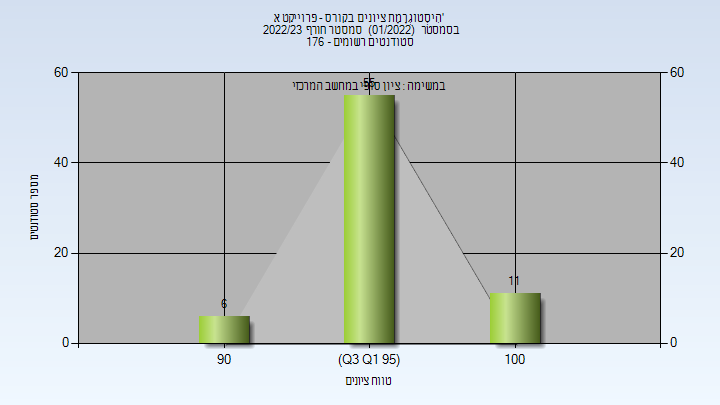 היסטוגרמת ציונים בקורס - פרוייקט א'
בסמסטר (01/2022) סמסטר חורף 2022/23
סטודנטים רשומים - 176
במשימה : ציון סופי במחשב המרכזי
60
40
20
0
60
40
20
0
מספר סטודנטים
6
55
11
90
(Q3 Q1 95)
100
טווח ציונים